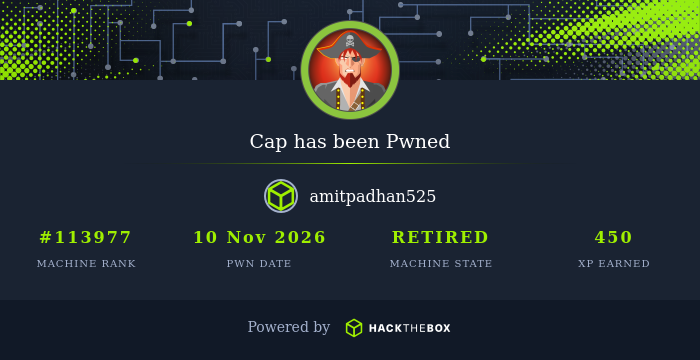 Cap has been Pwned
amitpadhan525
#113977 10 Nov 2026 RETIRED 450
MACHINE RANK PWN DATE MACHINE STATE XP EARNED
Powered by HACKTHEBOX